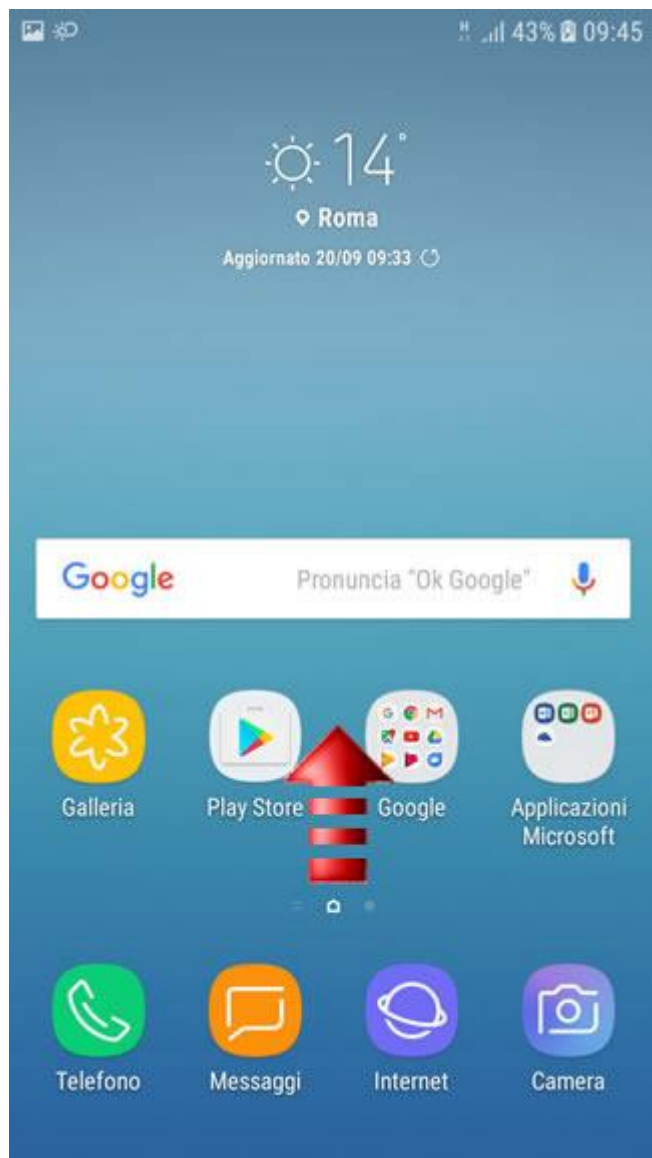 H 43% 09:45
14°
Roma
Aggiornato 20/09 09:33
Google Pronuncia "Ok Google"
Galleria Play Store Google Applicazioni
Microsoft
Telefono Messaggi Internet Camera